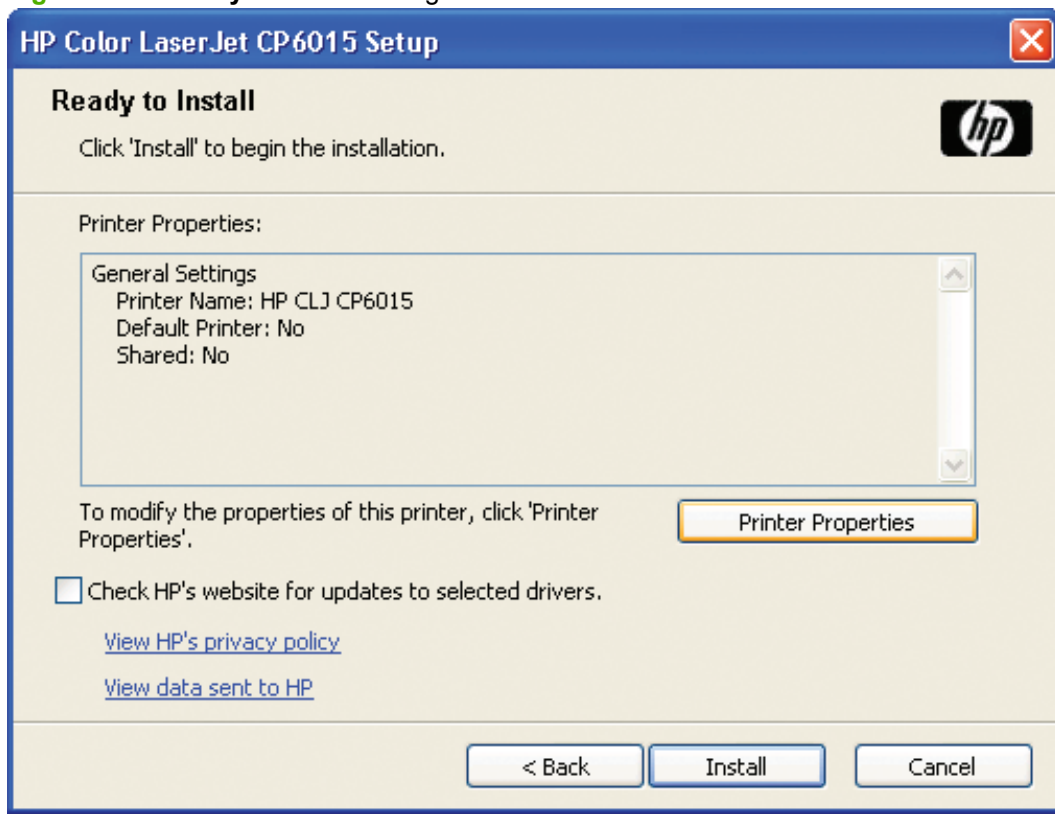 HP Color LaserJet CP6015 Setup
Ready to Install
Click 'Install' to begin the installation.
hp
Printer Properties:
General Settings
Printer Name: HP CLJ CP6015
Default Printer: No
Shared: No
To modify the properties of this printer, click 'Printer
Properties'.
Printer Properties
Check HP's website for updates to selected drivers.
View HP's privacy policy
View data sent to HP
< Back
Install
Cancel